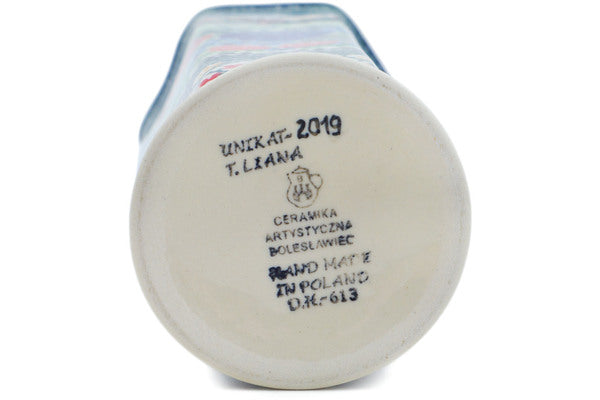 UNIKAT-2019
T. LIANA
CERAMIKA
ARTYSTYCZNA
BOLESŁAWIEC
HAND MADE
IN POLAND
D.H.-613